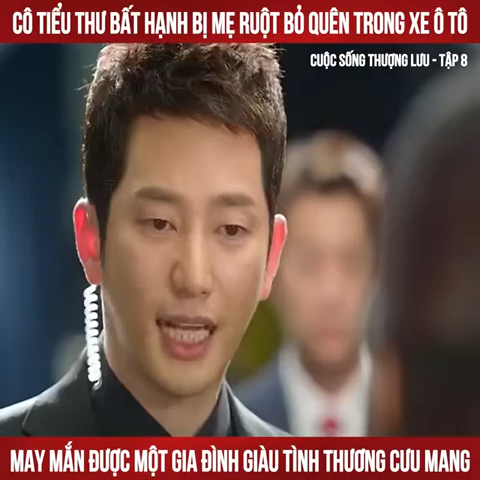 CÔ TIỂU THƯ BẤT HẠNH BỊ MẸ RUỘT BỎ QUÊN TRONG XE Ô TÔ
CUỘC SỐNG THƯỢNG LƯU - TẬP 8
MAY MẮN ĐƯỢC MỘT GIA ĐÌNH GIÀU TÌNH THƯƠNG CƯU MANG